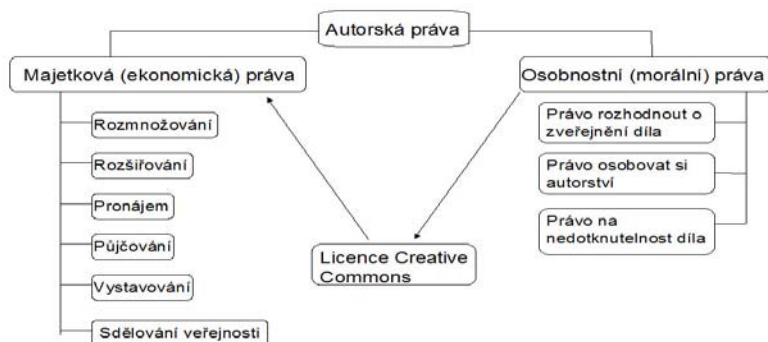 Autorská práva
Majetková (ekonomická) práva
Rozmnožování
Rozšiřování
Pronájem
Půjčování
Vystavování
Sdělování veřejnosti
Licence Creative
Commons
Osobnostní (morální) práva
Právo rozhodnout o
zveřejnění díla
Právo osobovat si
autorství
Právo na
nedotknutelnost díla